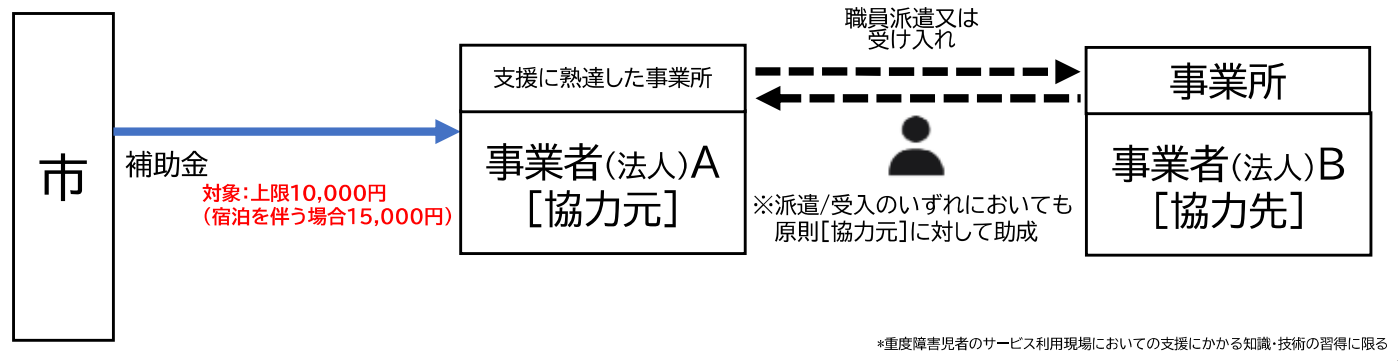 市
補助金
対象：上限10,000円
（宿泊を伴う場合15,000円）
支援に熟達した事業所
事業者（法人）A
［協力元］
職員派遣又は
受け入れ
※派遣/受入のいずれにおいても
原則［協力元］に対して助成
事業所
事業者（法人）B
［協力先］
*重度障害児者のサービス利用現場においての支援にかかる知識・技術の習得に限る